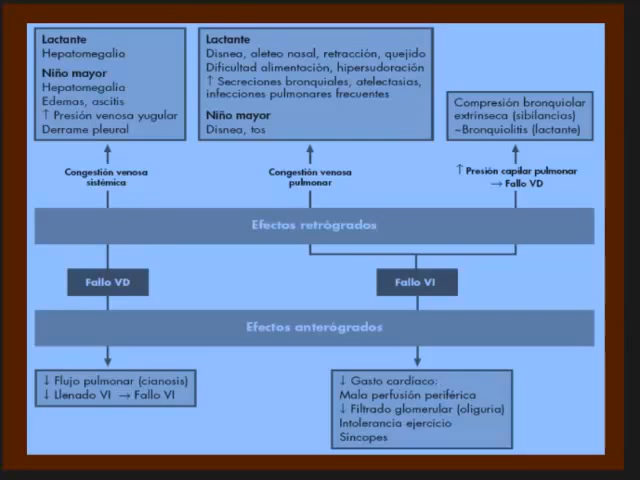 Lactante
Hepatomegalia
Niño mayor
Hepatomegalia
Edemas, ascitis
↑ Presión venosa yugular
Derrame pleural
Lactante
Disnea, aleteo nasal, retracción, quejido
Dificultad alimentación, hipersudoración
↑ Secreciones bronquiales, atelectasias,
infecciones pulmonares frecuentes
Niño mayor
Disnea, tos
Compresión bronquiolar
extrínseca (sibilancias)
~Bronquiolitis (lactante)
Congestión venosa
sistémica
Congestión venosa
pulmonar
↑ Presión capilar pulmonar
→ Fallo VD
Efectos retrógrados
Fallo VD
Fallo VI
Efectos anterógrados
↓ Flujo pulmonar (cianosis)
↓ Llenado VI → Fallo VI
↓ Gasto cardíaco:
Mala perfusión periférica
↓ Filtrado glomerular (oliguria)
Intolerancia ejercicio
Síncopes